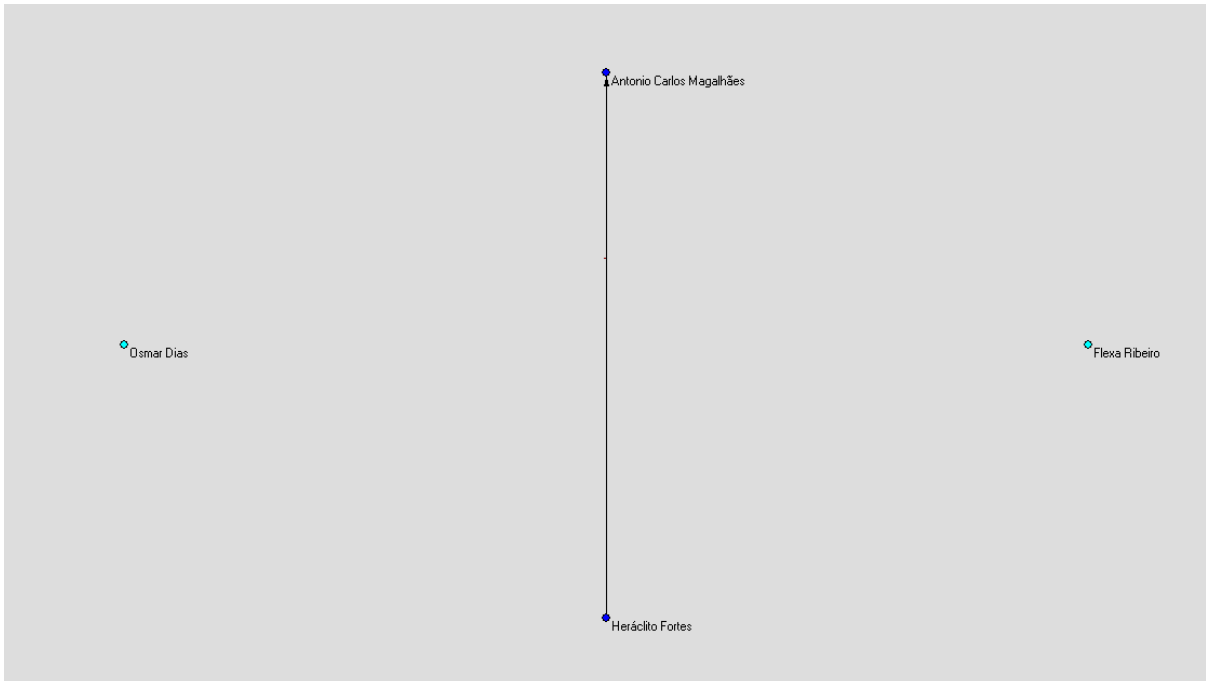 Antonio Carlos Magalhães
Osmar Dias
Flexa Ribeiro
Heráclito Fortes